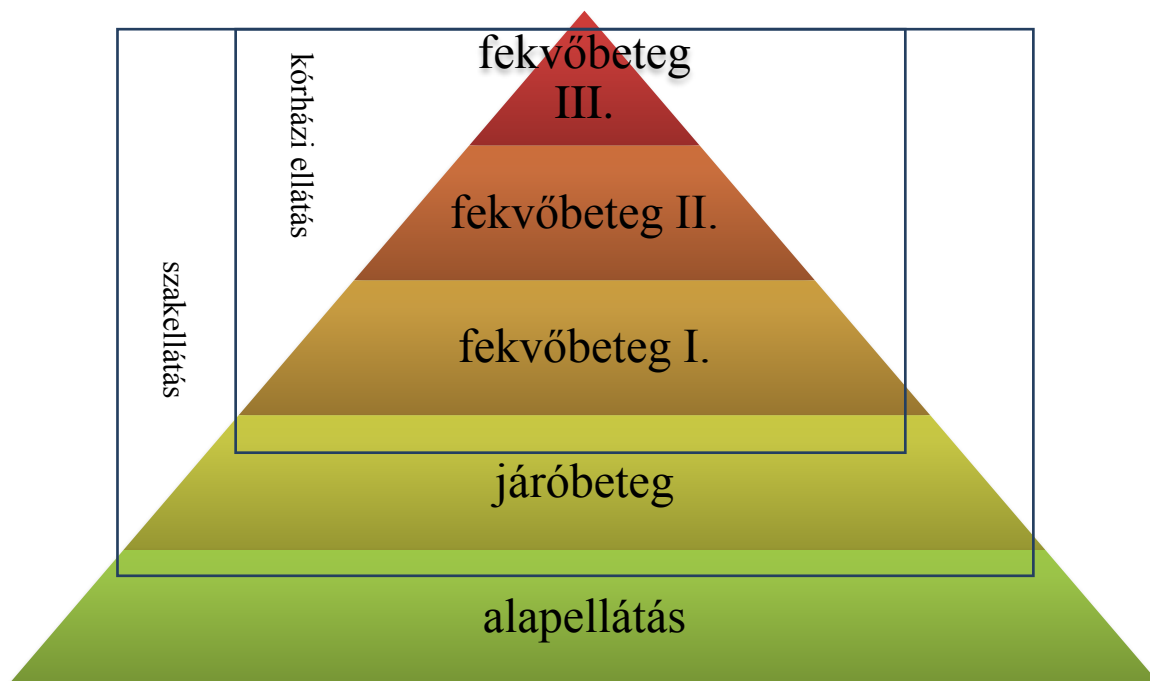 fekvőbeteg
III.
kórházi ellátás
fekvőbeteg II.
szakellátás
fekvőbeteg I.
járóbeteg
alapellátás